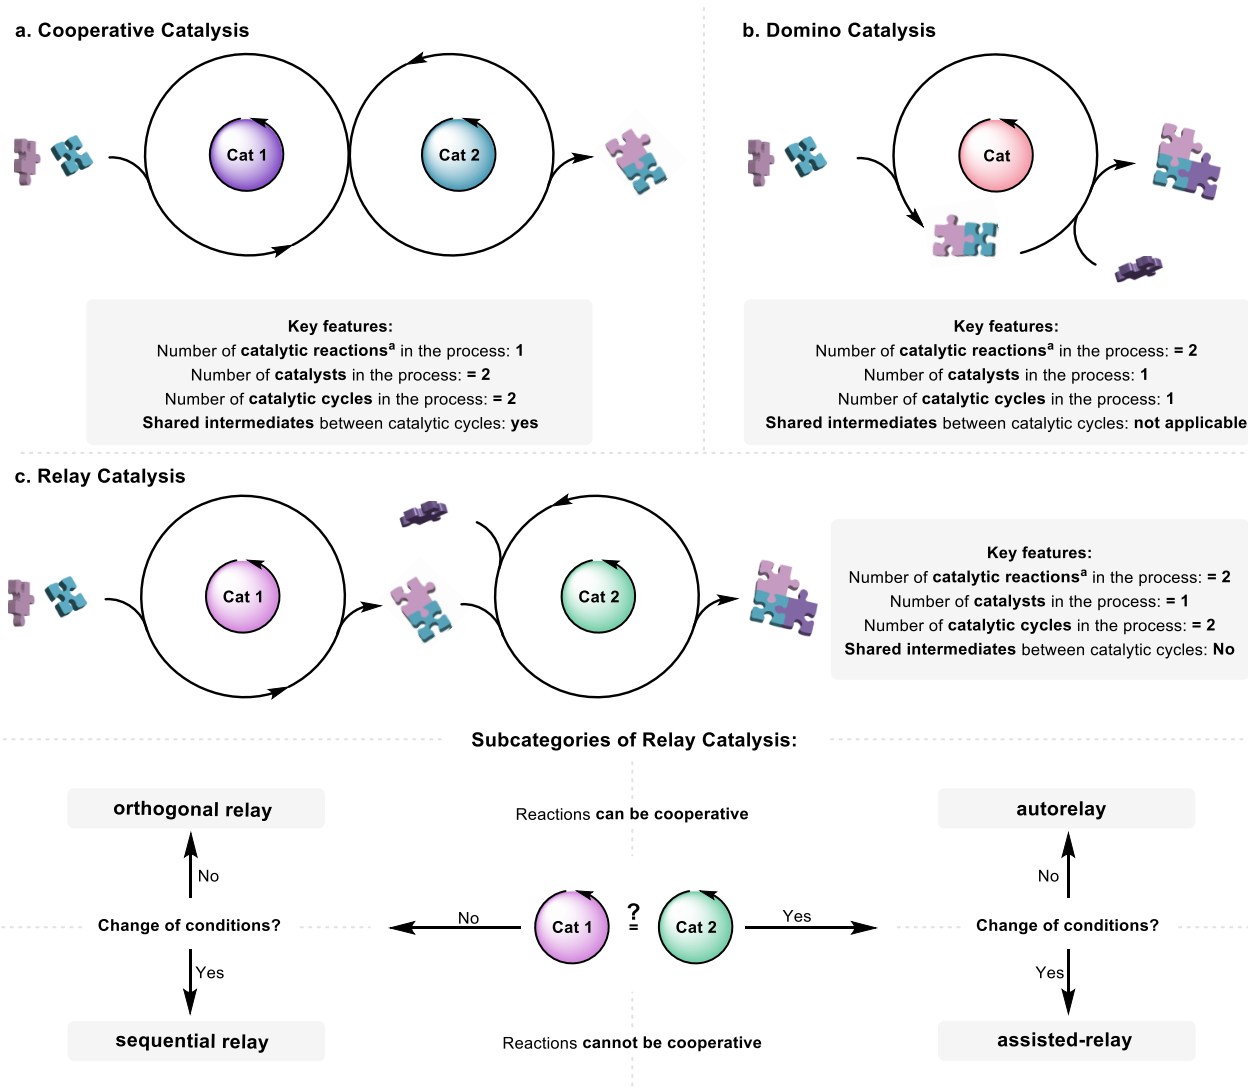 a. Cooperative Catalysis
Cat 1
Cat 2
Key features:
Number of catalytic reactionsᵃ in the process: 1
Number of catalysts in the process: = 2
Number of catalytic cycles in the process: = 2
Shared intermediates between catalytic cycles: yes
b. Domino Catalysis
Cat
Key features:
Number of catalytic reactionsᵃ in the process: = 2
Number of catalysts in the process: 1
Number of catalytic cycles in the process: 1
Shared intermediates between catalytic cycles: not applicable
c. Relay Catalysis
Cat 1
Cat 2
Key features:
Number of catalytic reactionsᵃ in the process: = 2
Number of catalysts in the process: = 1
Number of catalytic cycles in the process: = 2
Shared intermediates between catalytic cycles: No
Subcategories of Relay Catalysis:
orthogonal relay
Reactions can be cooperative
autorelay
No
No
Change of conditions?
No
Cat 1
?
=
Cat 2
Yes
Change of conditions?
Yes
Yes
sequential relay
Reactions cannot be cooperative
assisted-relay